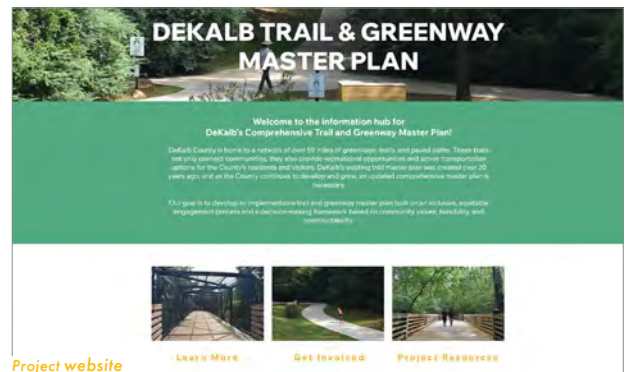 DEKALB TRAIL & GREENWAY
MASTER PLAN
Welcome to the information hub for
DeKalb's Comprehensive Trail and Greenway Master Plan!
DeKalb County is home to a network of over 59 miles of greenways, trails, and paved paths. These trails
not only connect communities, they also provide recreational opportunities and active transportation
options for the County's residents and visitors. DeKalb's existing trail master plan was created over 20
years ago, and as the County continues to develop and grow, an updated comprehensive master plan is
necessary.
Our goal is to develop an implementable trail and greenway master plan built on an inclusive, equitable
engagement process and a decision-making framework based on community values, feasibility, and
constructability.
Learn More
Get Involved
Project Resources
Project website